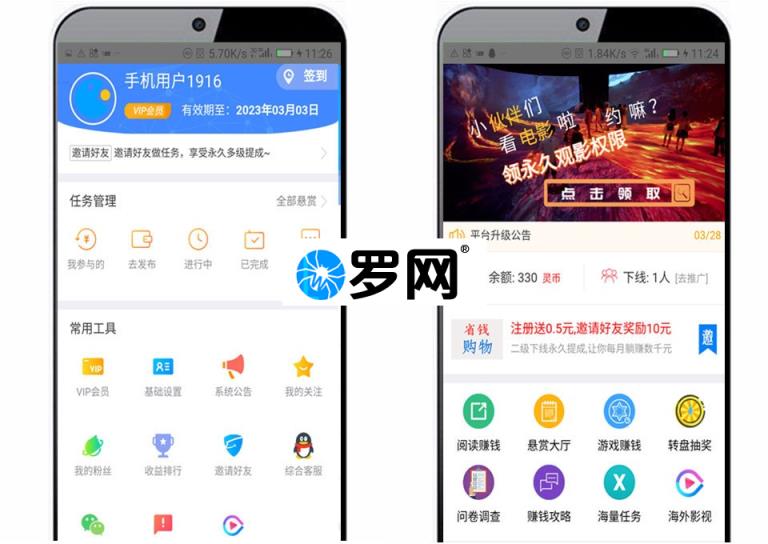 5.70K/s
11:26
手机用户1916
签到
VIP会员
有效期至：2023年03月03日
邀请好友 邀请好友做任务，享受永久多级提成~
任务管理
全部悬赏
我参与的
去发布
进行中
已完成
常用工具
VIP
VIP会员
基础设置
系统公告
我的关注
我的粉丝
收益排行
邀请好友
综合客服
罗网®
1.84K/s
11:24
小伙伴们
看电影啦 约嘛？
领永久观影权限
点击领取
平台升级公告
03/28
余额: 330 灵币
下线: 1人 [去推广]
省钱
购物
注册送0.5元,邀请好友奖励10元
二级下线永久提成,让你每月躺赚数千元
邀
阅读赚钱
悬赏大厅
游戏赚钱
转盘抽奖
X
问卷调查
赚钱攻略
海量任务
海外影视